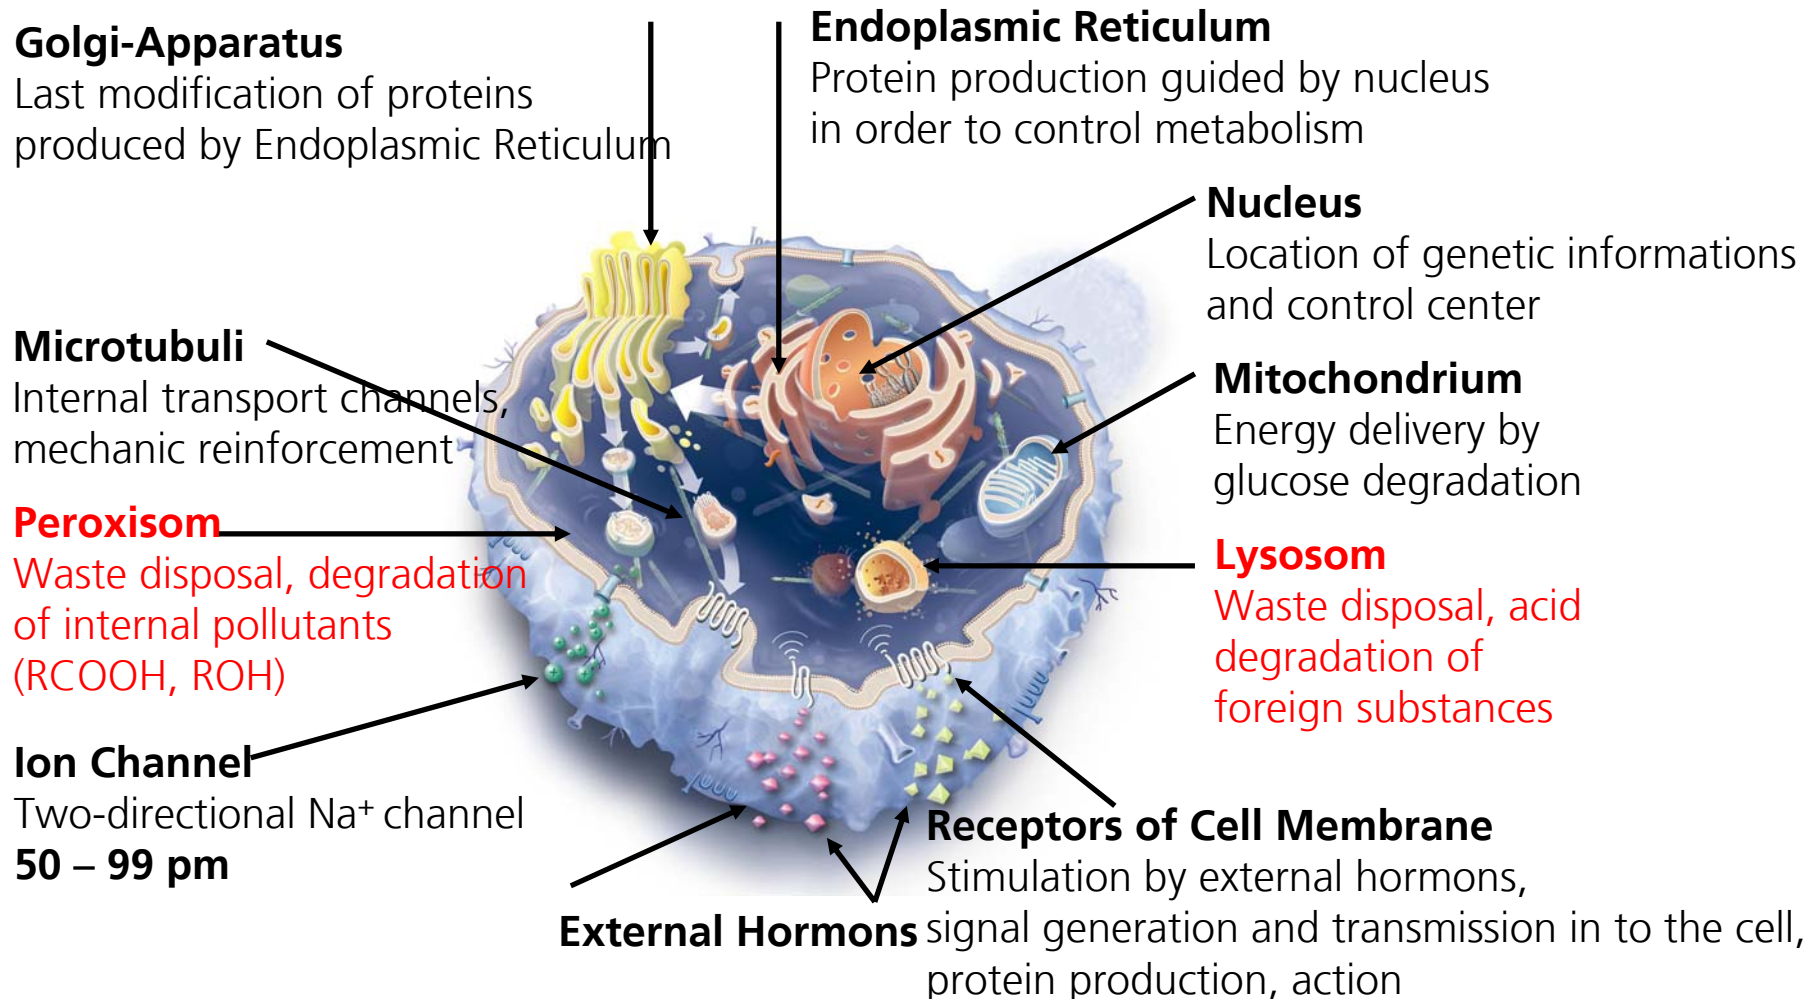 Golgi-Apparatus
Last modification of proteins
produced by Endoplasmic Reticulum
Endoplasmic Reticulum
Protein production guided by nucleus
in order to control metabolism
Nucleus
Location of genetic informations
and control center
Microtubuli
Internal transport channels,
mechanic reinforcement
Mitochondrium
Energy delivery by
glucose degradation
Peroxisom
Waste disposal, degradation
of internal pollutants
(RCOOH, ROH)
Lysosom
Waste disposal, acid
degradation of
foreign substances
Ion Channel
Two-directional Na⁺ channel
50 – 99 pm
External Hormons
Receptors of Cell Membrane
Stimulation by external hormons,
signal generation and transmission in to the cell,
protein production, action